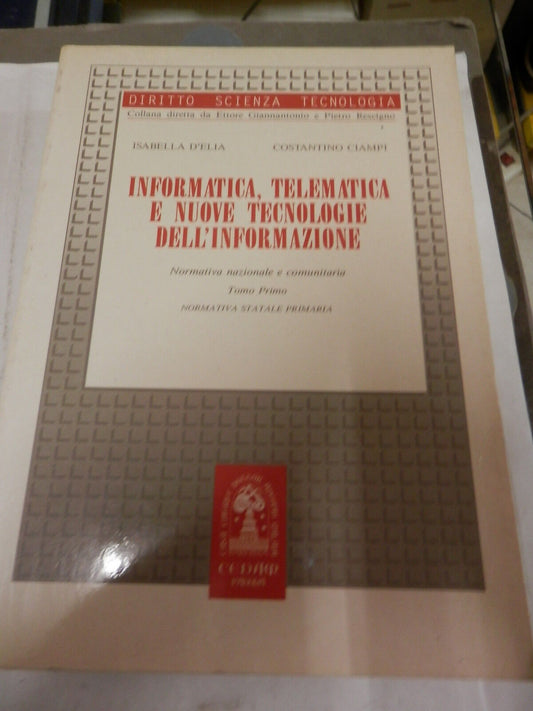 DIRITTO SCIENZA TECNOLOGIA
Collana diretta da Ettore Giannantonio e Pietro Rescigno
ISABELLA D'ELIA COSTANTINO CIAMPI
INFORMATICA, TELEMATICA
E NUOVE TECNOLOGIE
DELL'INFORMAZIONE
Normativa nazionale e comunitaria
Tomo Primo
NORMATIVA STATALE PRIMARIA
CEDAM
PADOVA